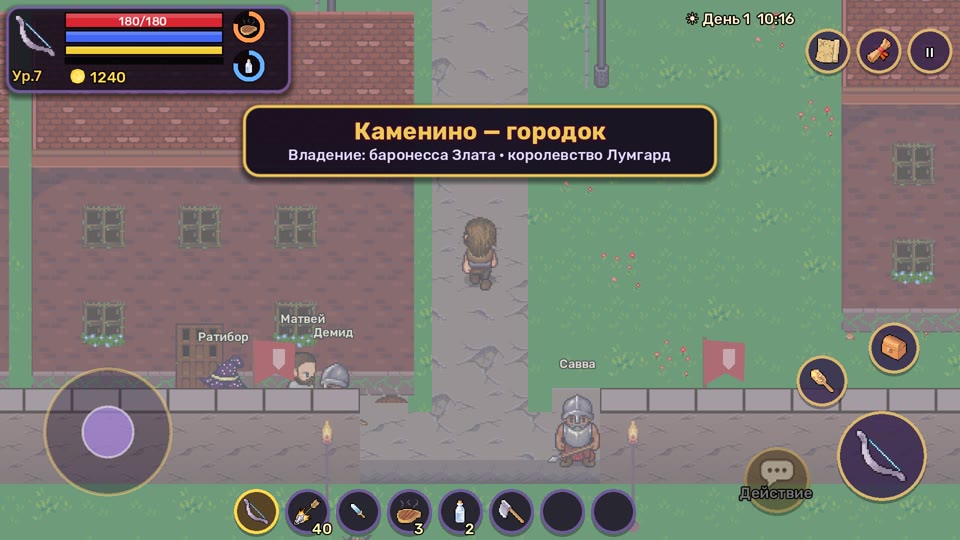 180/180
Ур.7
1240
День 1 10:16
Каменино — городок
Владение: баронесса Злата • королевство Лумгард
Матвей
Ратибор
Демид
Савва
Действие
40
3
2